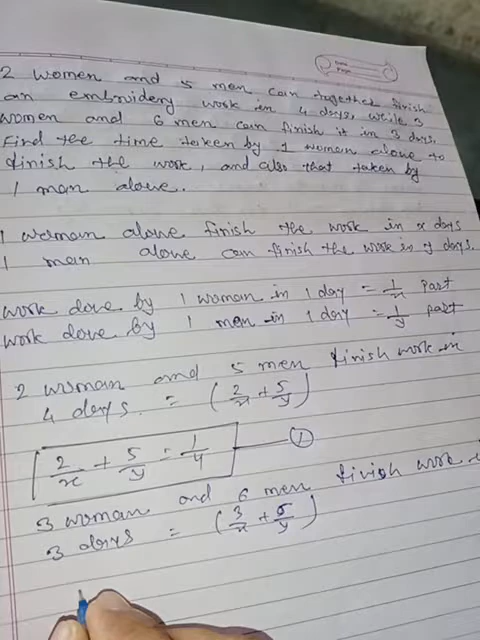 2 women and 5 men can together finish
an embroidery work in 4 days, while 3
women and 6 men can finish it in 3 days.
Find the time taken by 1 woman alone to
finish the work, and also that taken by
1 man alone.
1 woman alone finish the work in x days
1 man alone can finish the work in y days.
work done by 1 woman in 1 day = 1/x part
work done by 1 men in 1 day = 1/y part
2 woman and 5 men finish work in
4 days. = (2/x + 5/y)
2/x + 5/y = 1/4 1
3 woman and 6 men finish work
3 days = (3/x + 6/y)